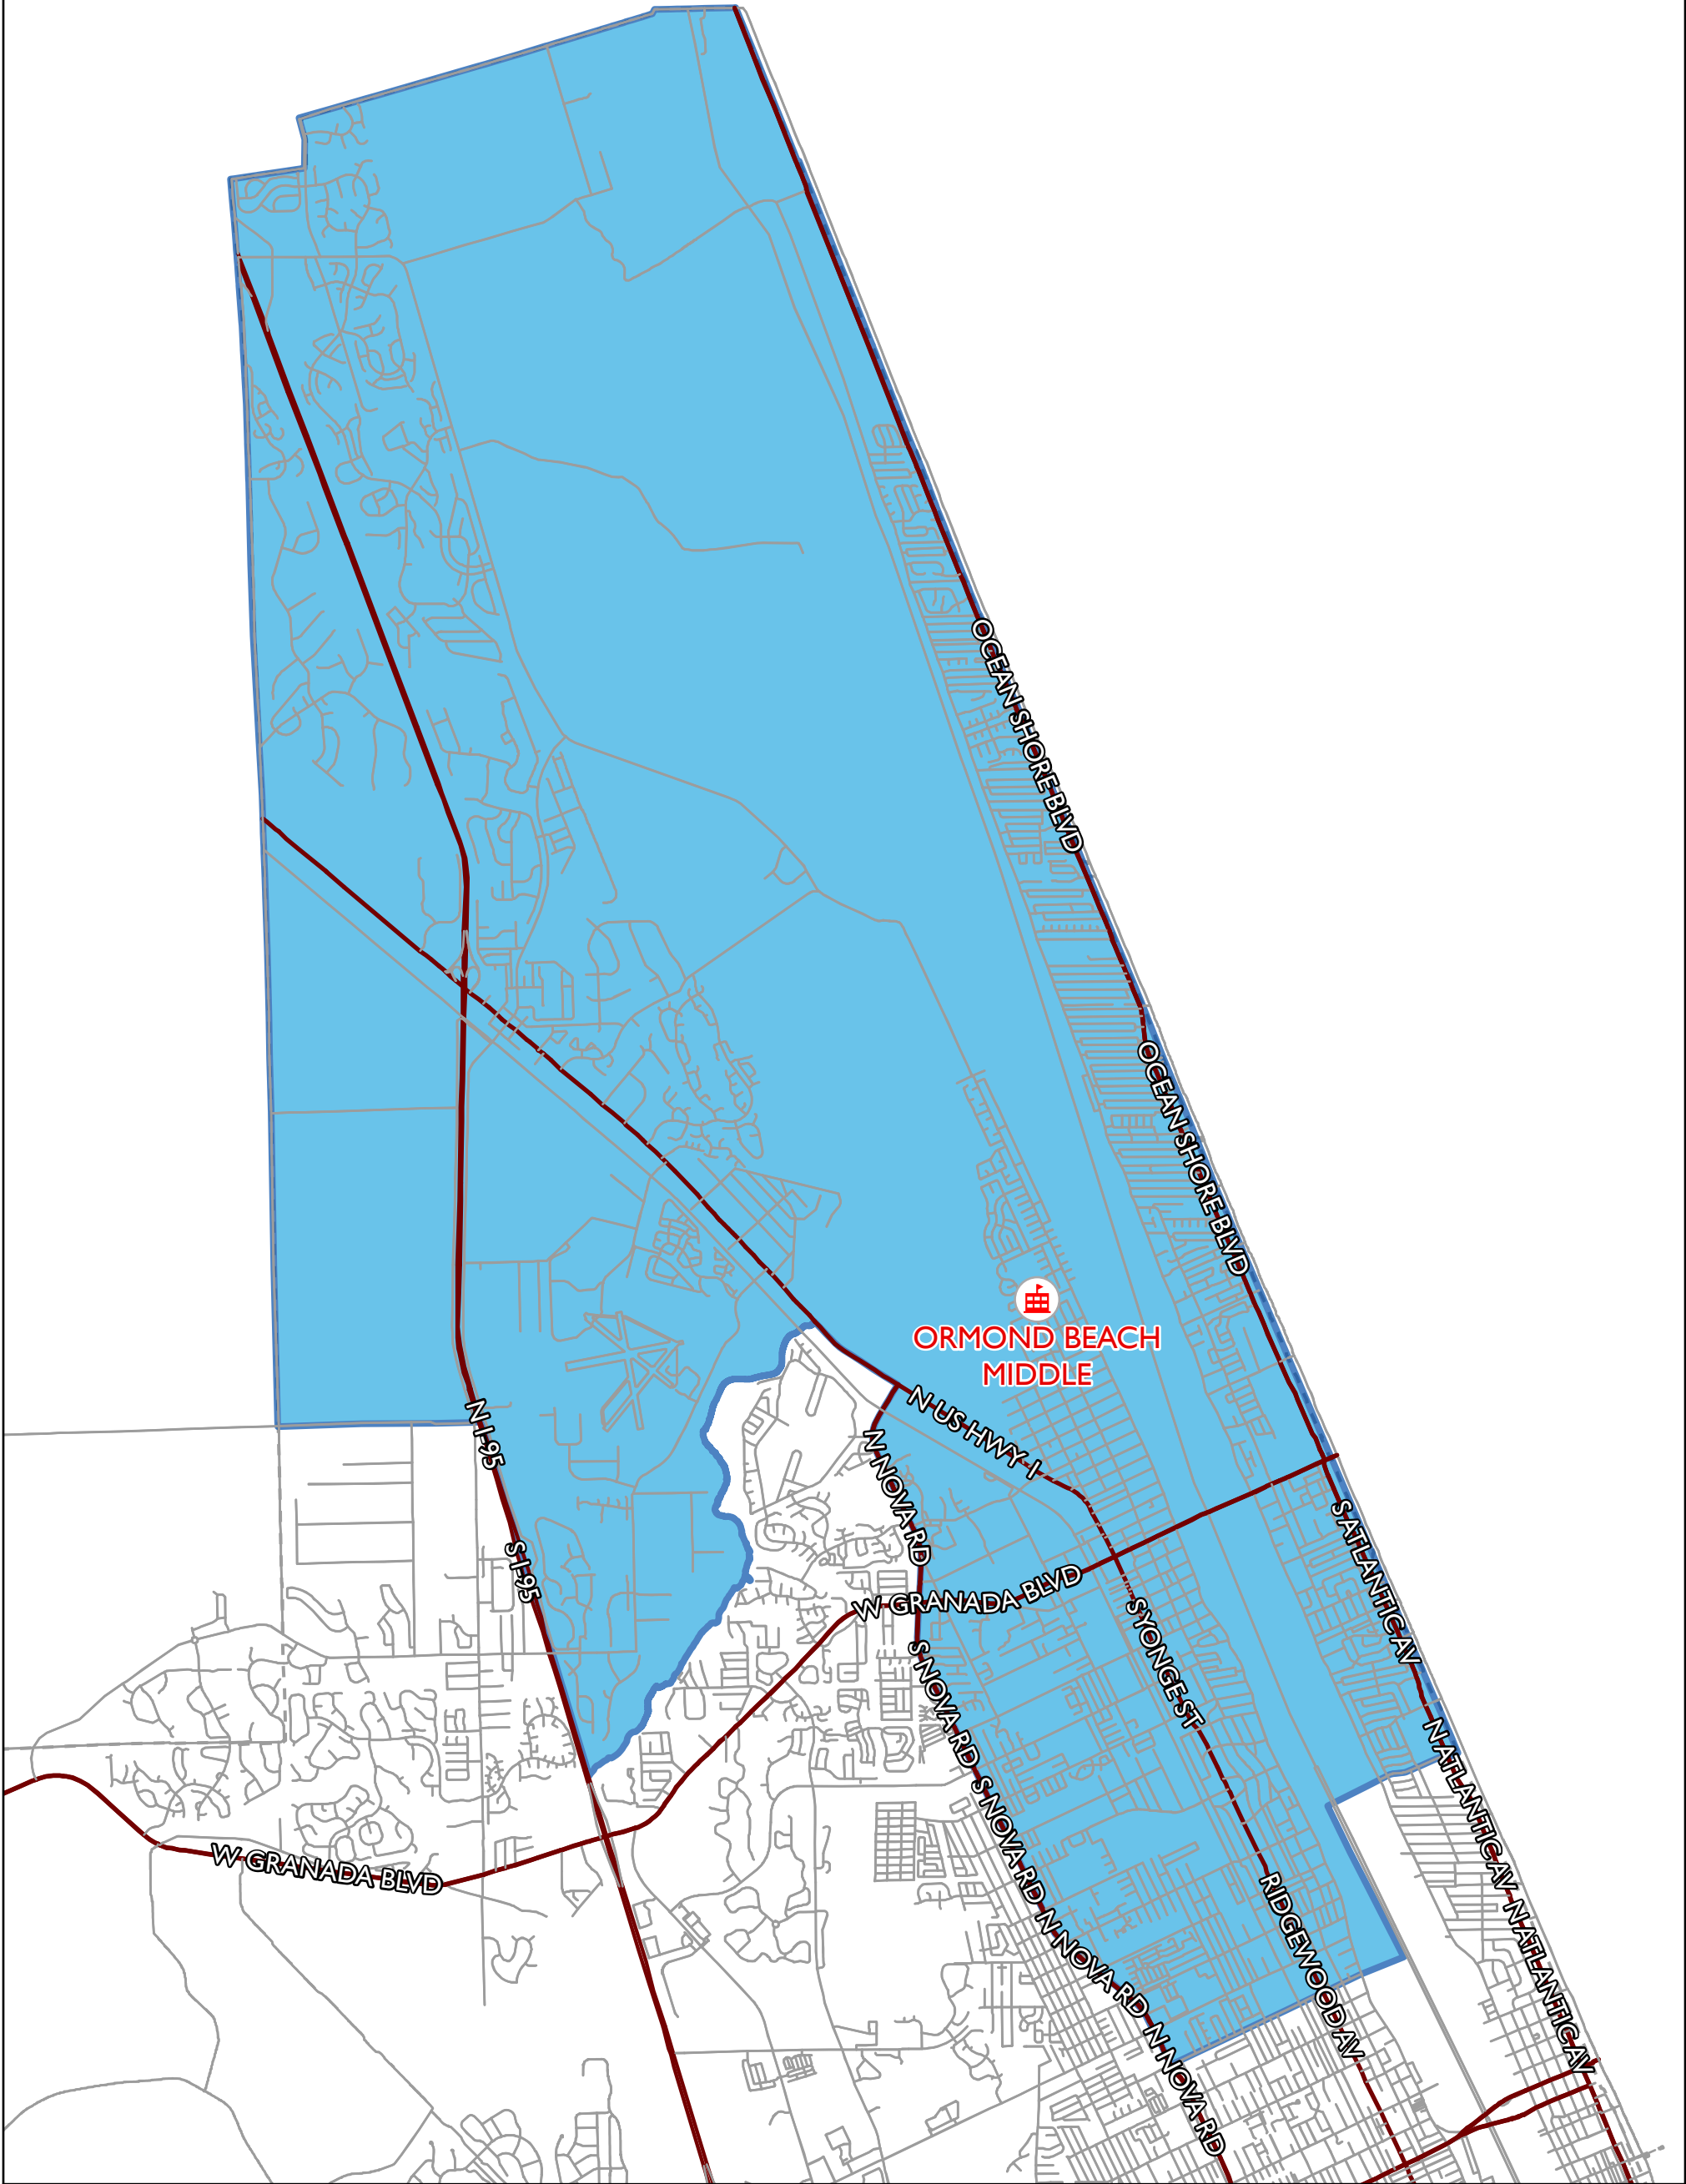 OCEAN SHORE BLVD
OCEAN SHORE BLVD
ORMOND BEACH
MIDDLE
N US HWY 1
N I-95
N NOVA RD
S ATLANTIC AV
S I-95
W GRANADA BLVD
S YONGE ST
S NOVA RD
N ATLANTIC AV
S NOVA RD
W GRANADA BLVD
RIDGEWOOD AV
N ATLANTIC AV
N NOVA RD
N NOVA RD